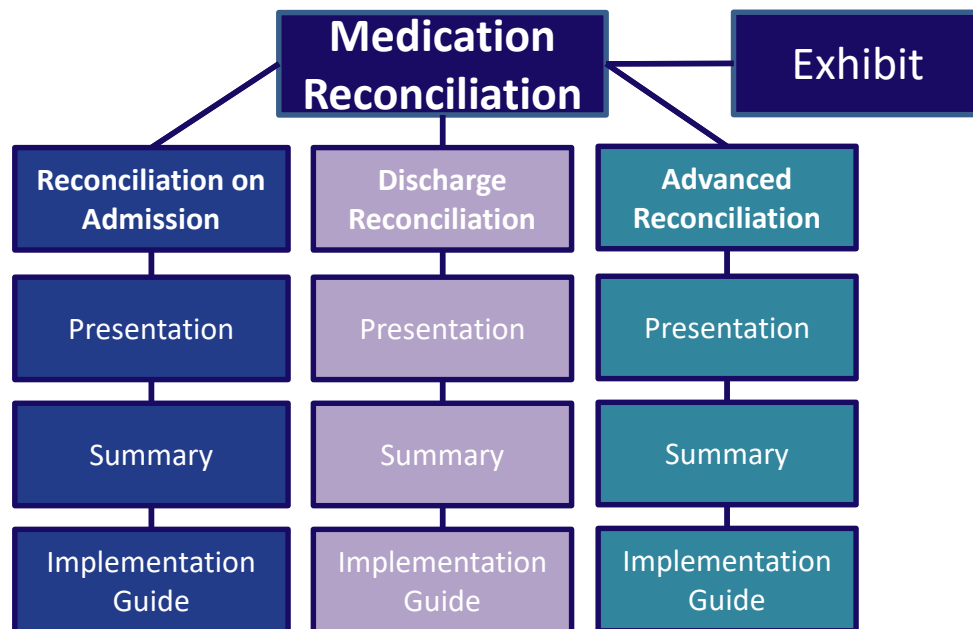 Medication
Reconciliation
Exhibit
Reconciliation on
Admission
Discharge
Reconciliation
Advanced
Reconciliation
Presentation
Presentation
Presentation
Summary
Summary
Summary
Implementation
Guide
Implementation
Guide
Implementation
Guide